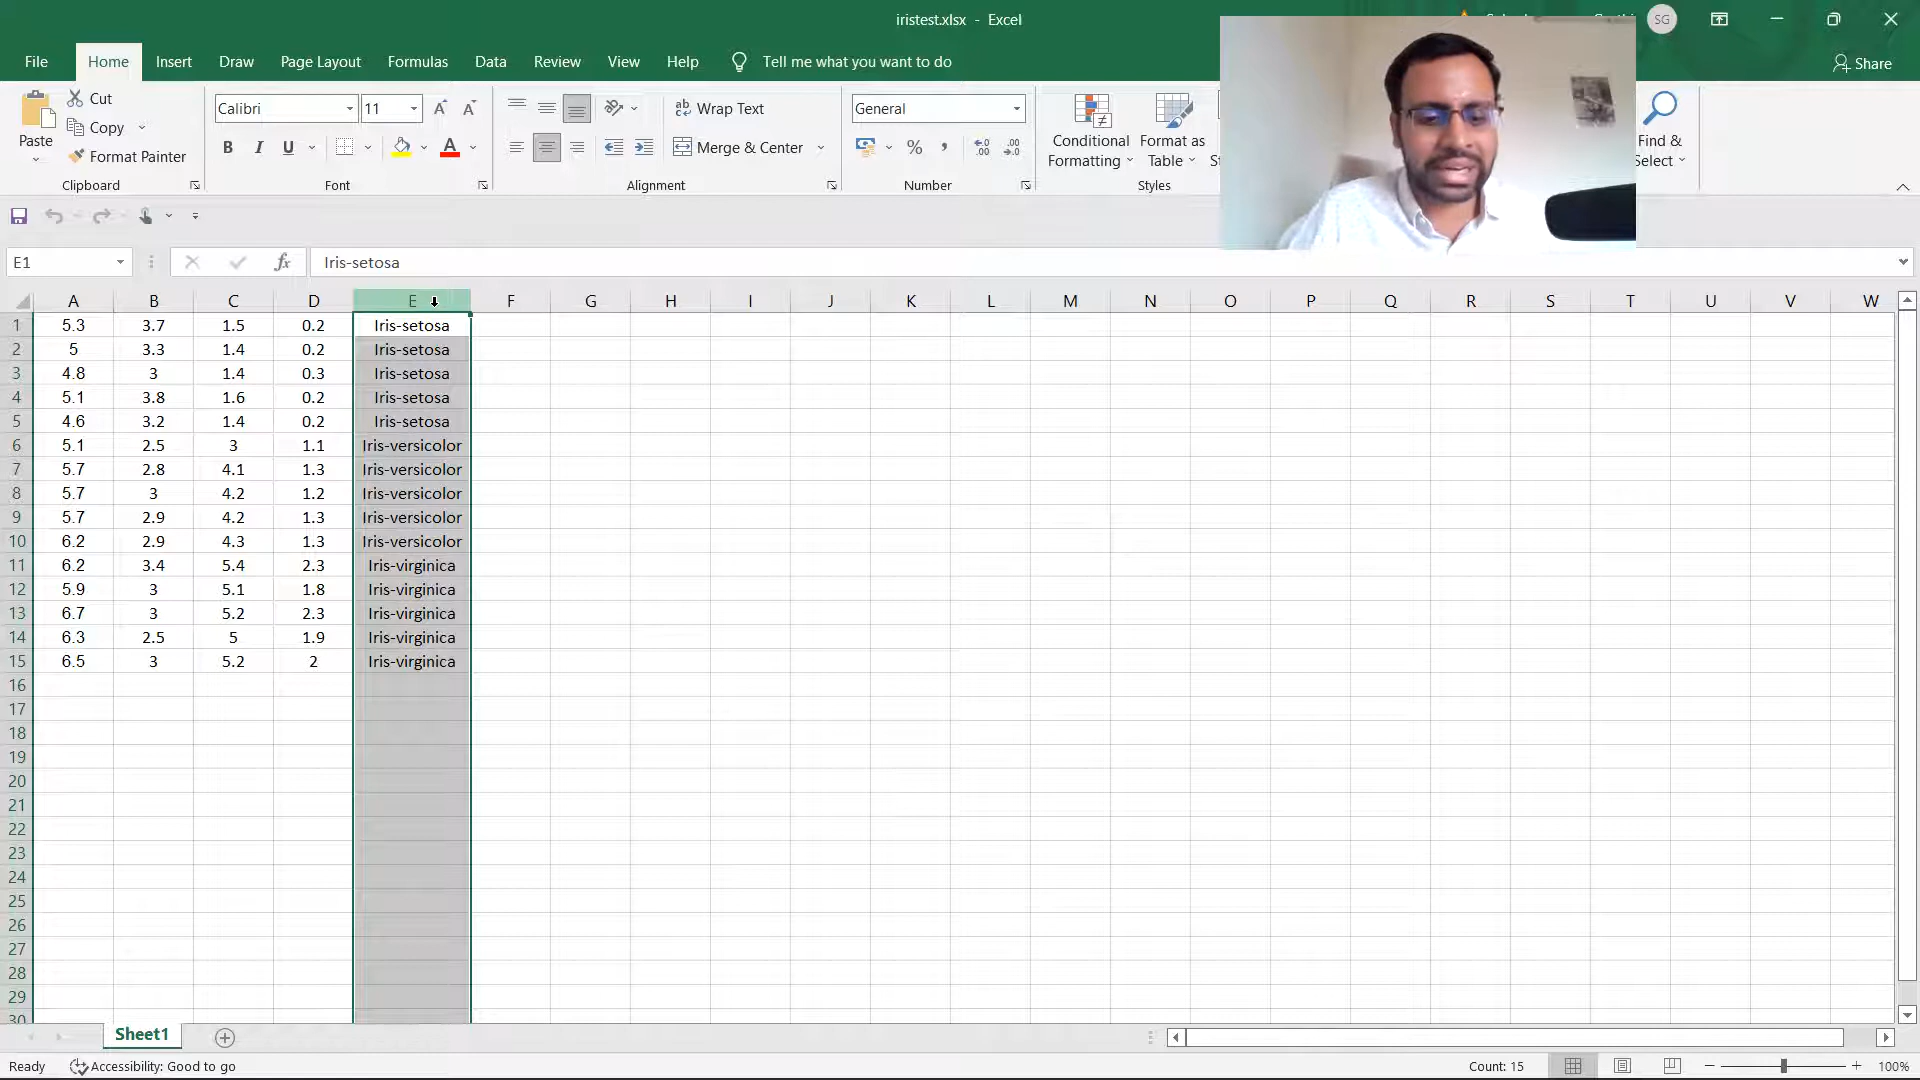 iristest.xlsx - Excel
SG
File Home Insert Draw Page Layout Formulas Data Review View Help Tell me what you want to do Share
Paste
Cut
Copy
Format Painter
Clipboard
Calibri 11
B I U A
Font
Wrap Text
Merge & Center
Alignment
General
% ,
Number
Conditional Formatting
Format as Table
Styles
Find & Select
E1 fx Iris-setosa
A B C D E F G H I J K L M N O P Q R S T U V W
1 5.3 3.7 1.5 0.2 Iris-setosa
2 5 3.3 1.4 0.2 Iris-setosa
3 4.8 3 1.4 0.3 Iris-setosa
4 5.1 3.8 1.6 0.2 Iris-setosa
5 4.6 3.2 1.4 0.2 Iris-setosa
6 5.1 2.5 3 1.1 Iris-versicolor
7 5.7 2.8 4.1 1.3 Iris-versicolor
8 5.7 3 4.2 1.2 Iris-versicolor
9 5.7 2.9 4.2 1.3 Iris-versicolor
10 6.2 2.9 4.3 1.3 Iris-versicolor
11 6.2 3.4 5.4 2.3 Iris-virginica
12 5.9 3 5.1 1.8 Iris-virginica
13 6.7 3 5.2 2.3 Iris-virginica
14 6.3 2.5 5 1.9 Iris-virginica
15 6.5 3 5.2 2 Iris-virginica
16
17
18
19
20
21
22
23
24
25
26
27
28
29
30
Sheet1
Ready Accessibility: Good to go Count: 15 100%